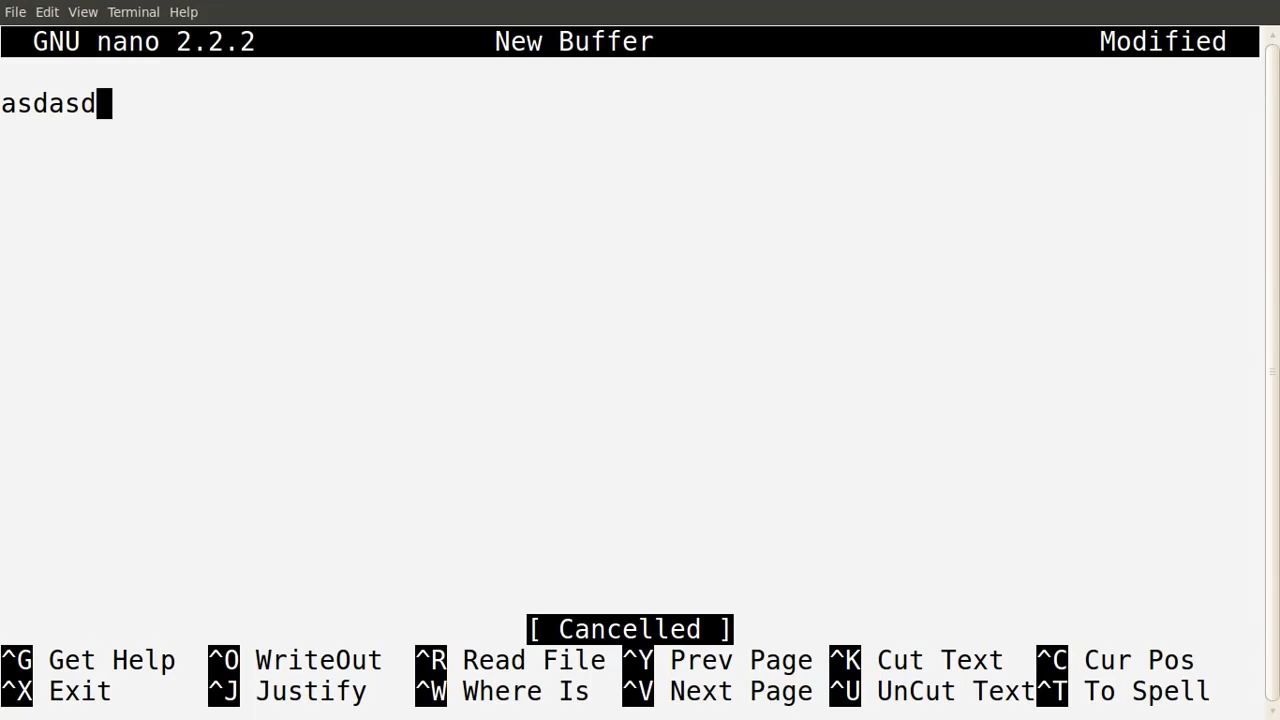 File Edit View Terminal Help
GNU nano 2.2.2 New Buffer Modified
asdasd
[ Cancelled ]
^G Get Help ^O WriteOut ^R Read File ^Y Prev Page ^K Cut Text ^C Cur Pos
^X Exit ^J Justify ^W Where Is ^V Next Page ^U UnCut Text ^T To Spell